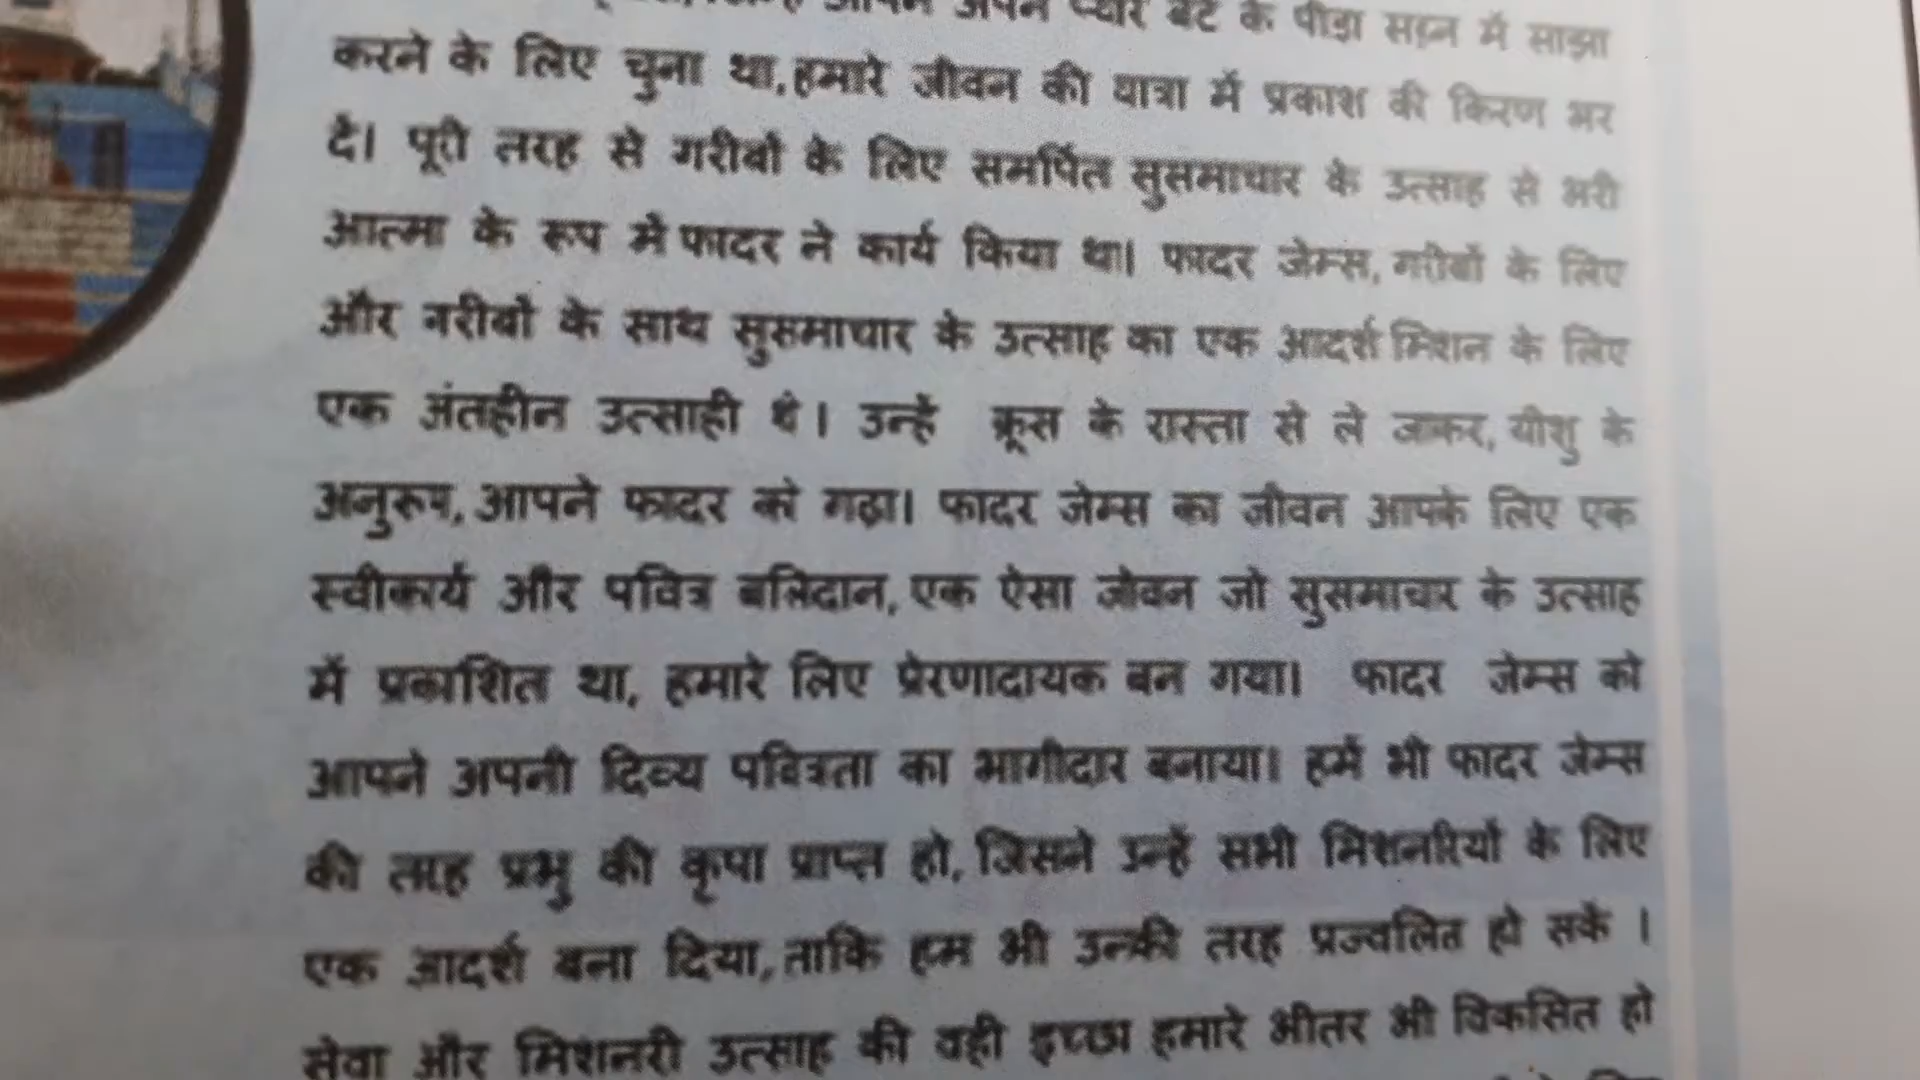 अपने प्यारे बेटे के पीड़ा सहन में साझा
करने के लिए चुना था, हमारे जीवन की यात्रा में प्रकाश की किरण भर
दे। पूरी तरह से गरीबों के लिए समर्पित सुसमाचार के उत्साह से भरी
आत्मा के रूप मे फादर ने कार्य किया था। फादर जेम्स, गरीबों के लिए
और गरीबों के साथ सुसमाचार के उत्साह का एक आदर्श मिशन के लिए
एक अंतहीन उत्साही थे। उन्हें क्रूस के रास्ता से ले जाकर, यीशु के
अनुरूप, आपने फादर को गढ़ा। फादर जेम्स का जीवन आपके लिए एक
स्वीकार्य और पवित्र बलिदान, एक ऐसा जीवन जो सुसमाचार के उत्साह
में प्रकाशित था, हमारे लिए प्रेरणादायक बन गया। फादर जेम्स को
आपने अपनी दिव्य पवित्रता का भागीदार बनाया। हमें भी फादर जेम्स
की तरह प्रभु की कृपा प्राप्त हो, जिसने उन्हें सभी मिशनरियों के लिए
एक आदर्श बना दिया, ताकि हम भी उनकी तरह प्रज्वलित हो सकें ।
सेवा और मिशनरी उत्साह की वही इच्छा हमारे भीतर भी विकसित हो